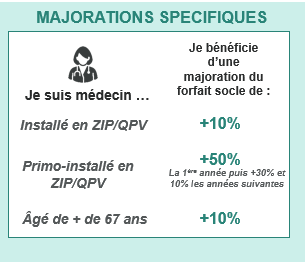 MAJORATIONS SPECIFIQUES
Je suis médecin …
Je bénéficie
d’une
majoration du
forfait socle de :
Installé en ZIP/QPV
+10%
Primo-installé en
ZIP/QPV
+50%
La 1ère année puis +30% et
10% les années suivantes
Âgé de + de 67 ans
+10%